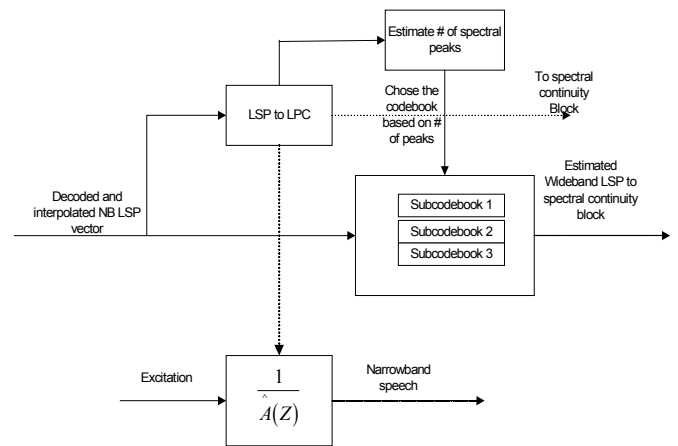 Estimate # of spectral
peaks
To spectral
continuity
Block
Chose the
codebook
based on #
of peaks
LSP to LPC
Estimated
Wideband LSP to
spectral continuity
block
Decoded and
interpolated NB LSP
vector
Subcodebook 1
Subcodebook 2
Subcodebook 3
Excitation
1
Â(Z)
Narrowband
speech